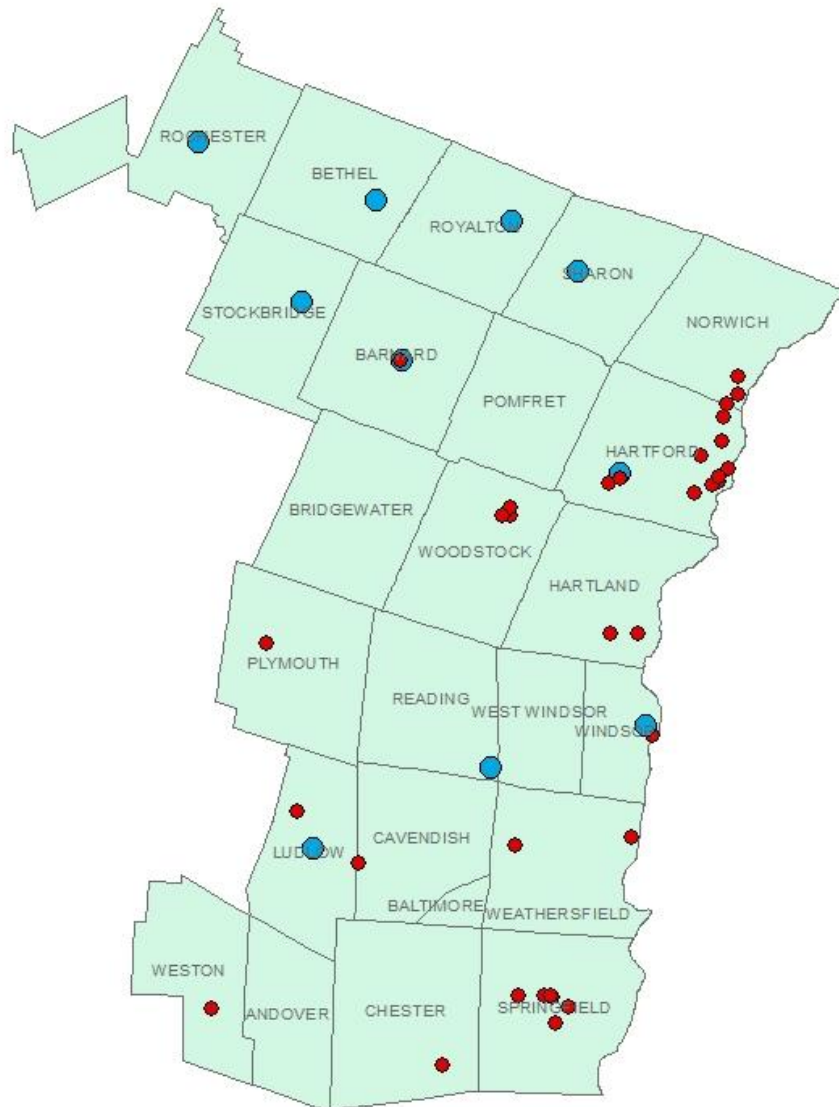 ROCHESTER
BETHEL
ROYALTON
SHARON
STOCKBRIDGE
NORWICH
BARNARD
POMFRET
HARTFORD
BRIDGEWATER
WOODSTOCK
HARTLAND
PLYMOUTH
READING
WEST WINDSOR
WINDSOR
CAVENDISH
LUDLOW
BALTIMORE
WEATHERSFIELD
WESTON
SPRINGFIELD
CHESTER
ANDOVER